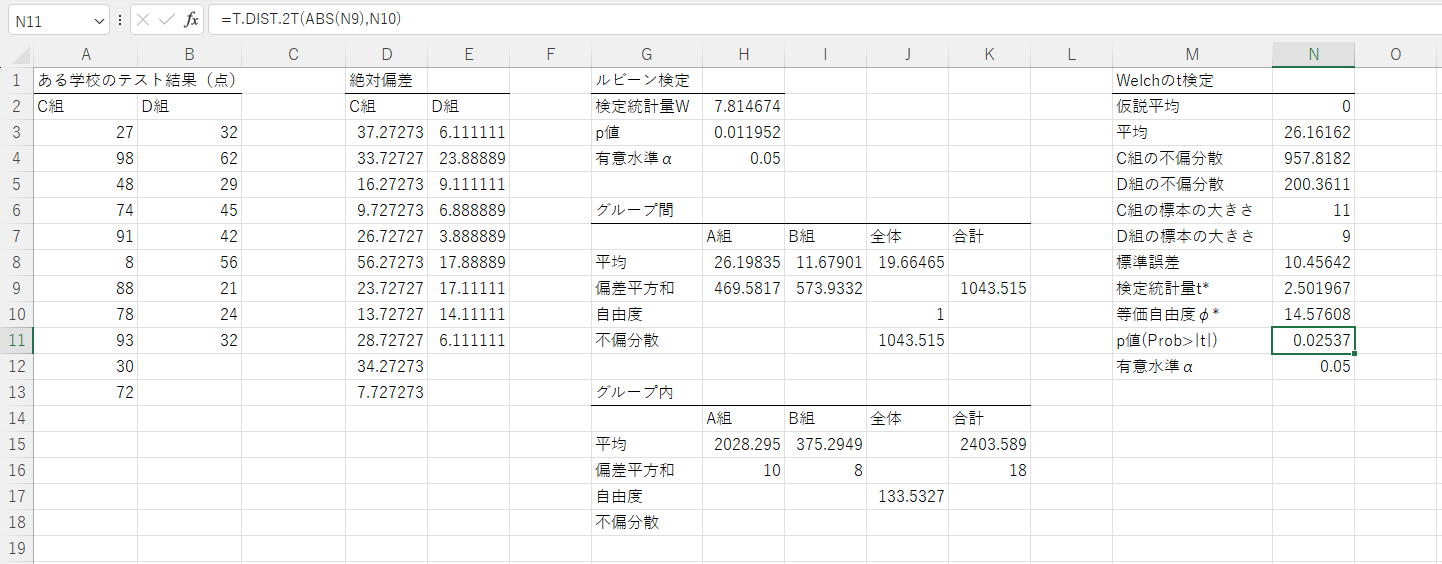 N11 fx =T.DIST.2T(ABS(N9),N10)
A B C D E F G H I J K L M N O
1 ある学校のテスト結果（点） 絶対偏差 ルビーン検定 Welchのt検定
2 C組 D組 C組 D組 検定統計量W 7.814674 仮説平均 0
3 27 32 37.27273 6.111111 p値 0.011952 平均 26.16162
4 98 62 33.72727 23.88889 有意水準α 0.05 C組の不偏分散 957.8182
5 48 29 16.27273 9.111111 D組の不偏分散 200.3611
6 74 45 9.727273 6.888889 グループ間 C組の標本の大きさ 11
7 91 42 26.72727 3.888889 A組 B組 全体 合計 D組の標本の大きさ 9
8 8 56 56.27273 17.88889 平均 26.19835 11.67901 19.66465 標準誤差 10.45642
9 88 21 23.72727 17.11111 偏差平方和 469.5817 573.9332 1043.515 検定統計量t* 2.501967
10 78 24 13.72727 14.11111 自由度 1 等価自由度φ* 14.57608
11 93 32 28.72727 6.111111 不偏分散 1043.515 p値(Prob>|t|) 0.02537
12 30 34.27273 有意水準α 0.05
13 72 7.727273 グループ内
14 A組 B組 全体 合計
15 平均 2028.295 375.2949 2403.589
16 偏差平方和 10 8 18
17 自由度 133.5327
18 不偏分散
19